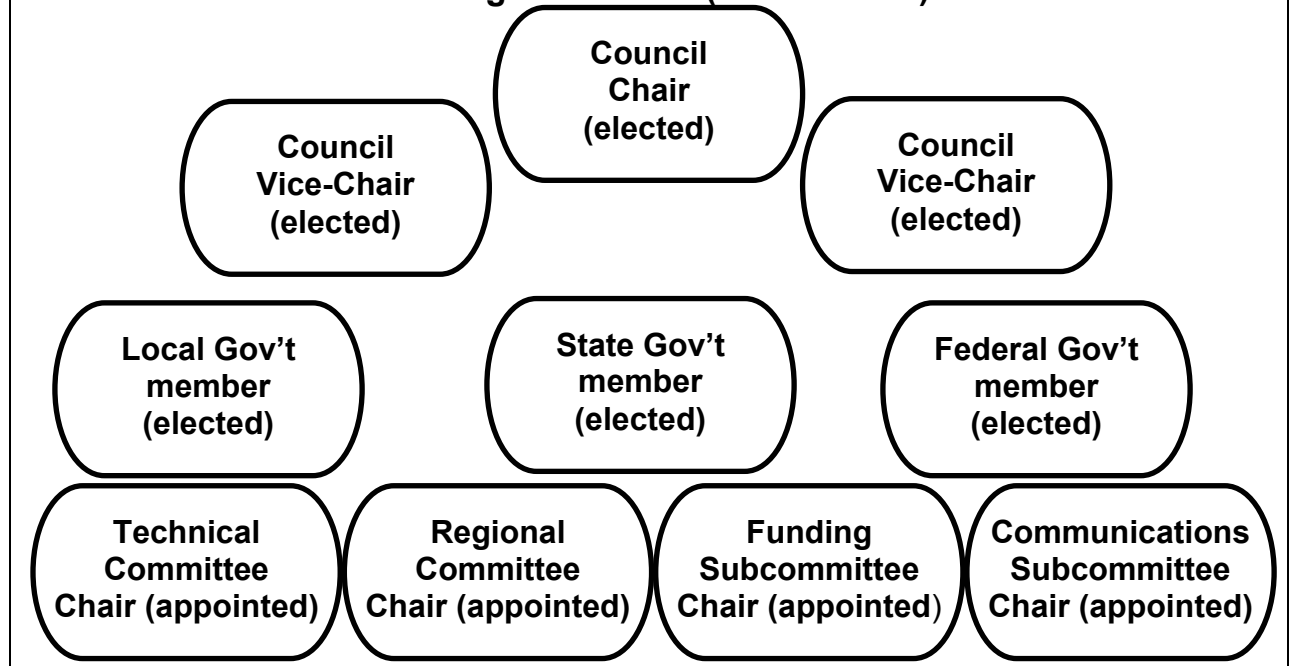 Council
Chair
(elected)
Council
Vice-Chair
(elected)
Council
Vice-Chair
(elected)
Local Gov’t
member
(elected)
State Gov’t
member
(elected)
Federal Gov’t
member
(elected)
Technical
Committee
Chair (appointed)
Regional
Committee
Chair (appointed)
Funding
Subcommittee
Chair (appointed)
Communications
Subcommittee
Chair (appointed)